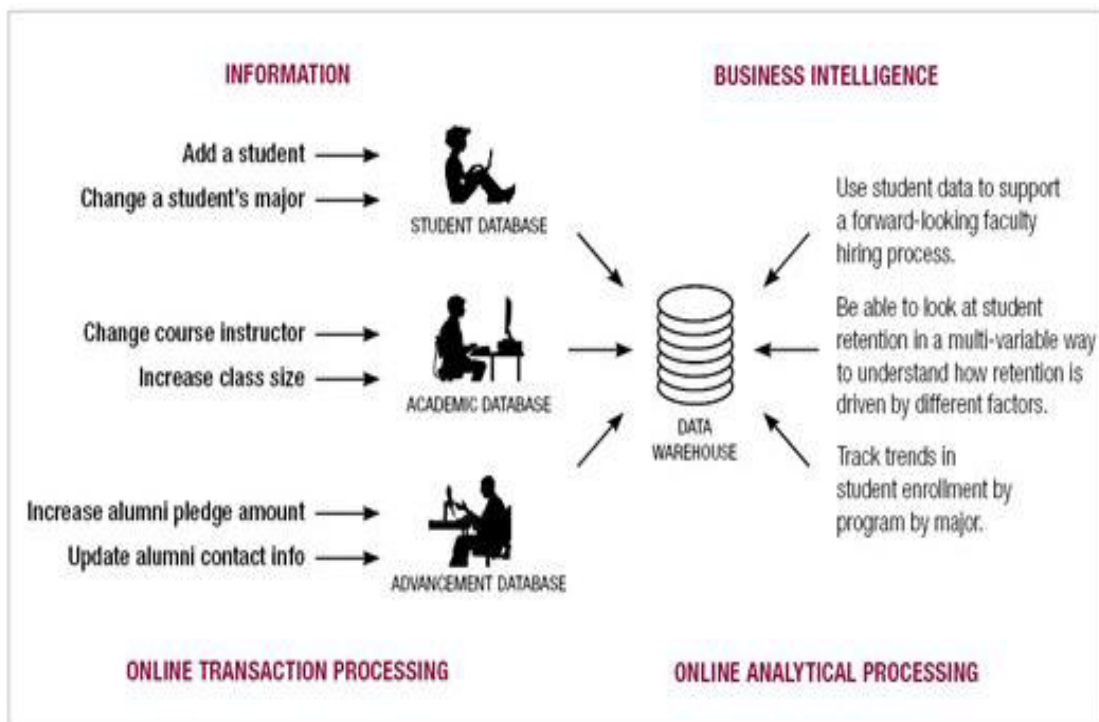 INFORMATION
BUSINESS INTELLIGENCE
Add a student
Change a student's major
STUDENT DATABASE
Change course instructor
Increase class size
ACADEMIC DATABASE
Increase alumni pledge amount
Update alumni contact info
ADVANCEMENT DATABASE
DATA
WAREHOUSE
Use student data to support
a forward-looking faculty
hiring process.
Be able to look at student
retention in a multi-variable way
to understand how retention is
driven by different factors.
Track trends in
student enrollment by
program by major.
ONLINE TRANSACTION PROCESSING
ONLINE ANALYTICAL PROCESSING